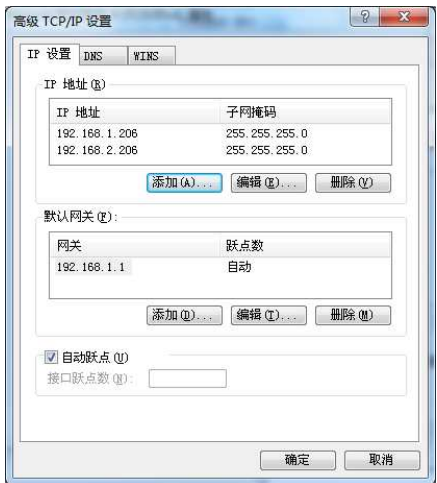 高级 TCP/IP 设置
IP 设置 DNS WINS
IP 地址(R)
IP 地址 子网掩码
192.168.1.206 255.255.255.0
192.168.2.206 255.255.255.0
添加(A)... 编辑(E)... 删除(V)
默认网关(F):
网关 跃点数
192.168.1.1 自动
添加(D)... 编辑(T)... 删除(M)
自动跃点(U)
接口跃点数(N):
确定 取消